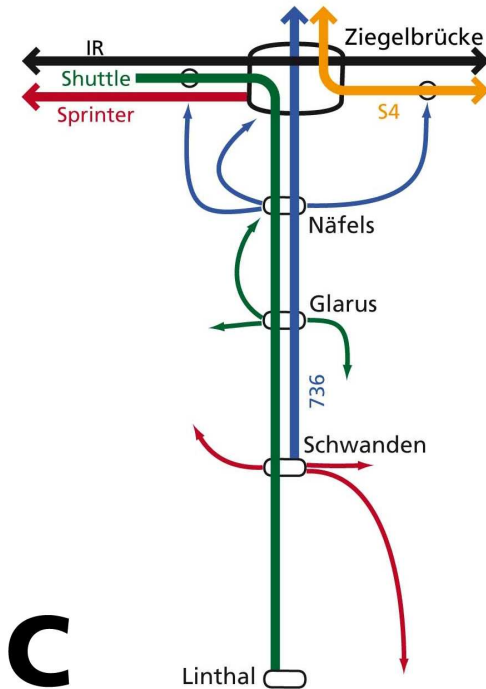 IR
Ziegelbrücke
Shuttle
Sprinter
S4
Näfels
Glarus
736
Schwanden
C
Linthal